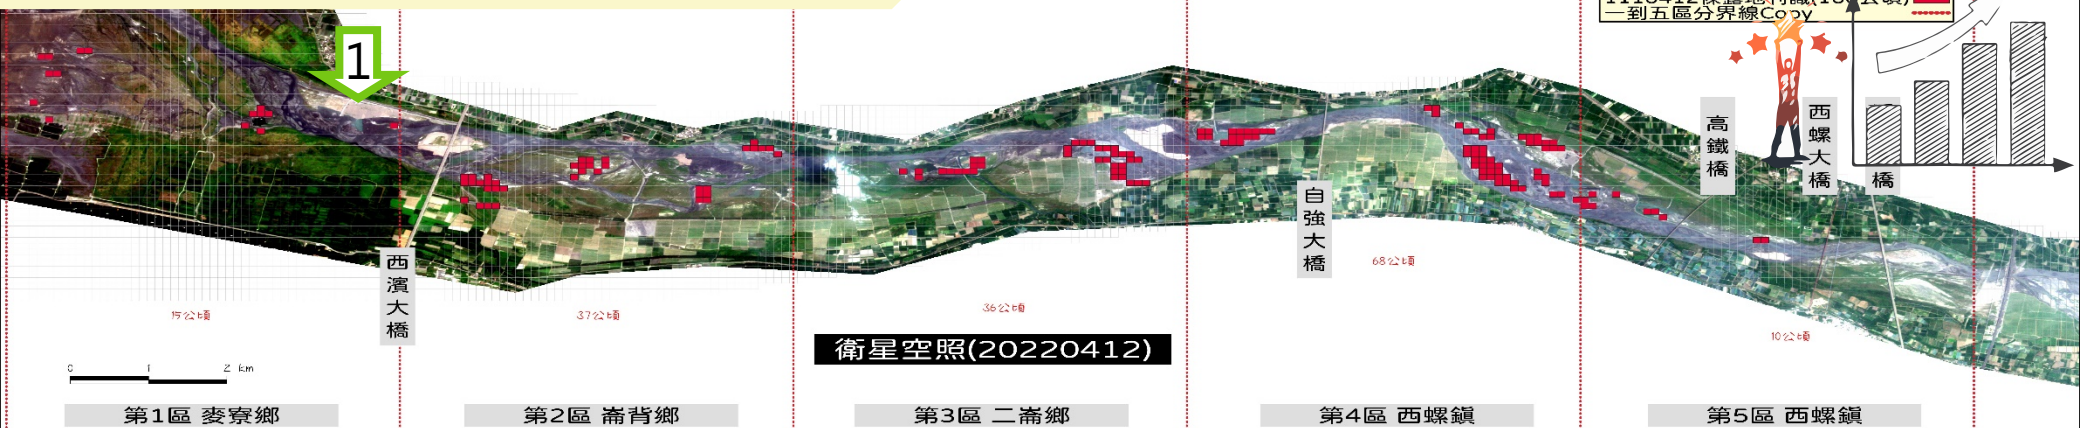 一到五區分界線Copy
1
高鐵橋
西螺大橋
橋
自強大橋
西濱大橋
68公頃
15公頃
37公頃
36公頃
10公頃
衛星空照(20220412)
0 1 2 km
第1區 麥寮鄉
第2區 崙背鄉
第3區 二崙鄉
第4區 西螺鎮
第5區 西螺鎮